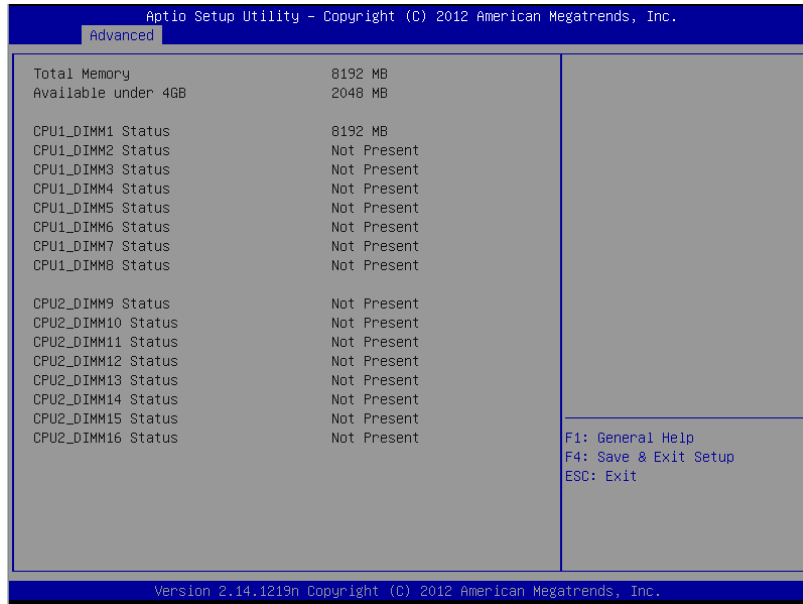 Aptio Setup Utility – Copyright (C) 2012 American Megatrends, Inc.
Advanced
Total Memory 8192 MB
Available under 4GB 2048 MB
CPU1_DIMM1 Status 8192 MB
CPU1_DIMM2 Status Not Present
CPU1_DIMM3 Status Not Present
CPU1_DIMM4 Status Not Present
CPU1_DIMM5 Status Not Present
CPU1_DIMM6 Status Not Present
CPU1_DIMM7 Status Not Present
CPU1_DIMM8 Status Not Present
CPU2_DIMM9 Status Not Present
CPU2_DIMM10 Status Not Present
CPU2_DIMM11 Status Not Present
CPU2_DIMM12 Status Not Present
CPU2_DIMM13 Status Not Present
CPU2_DIMM14 Status Not Present
CPU2_DIMM15 Status Not Present
CPU2_DIMM16 Status Not Present
F1: General Help
F4: Save & Exit Setup
ESC: Exit
Version 2.14.1219n Copyright (C) 2012 American Megatrends, Inc.